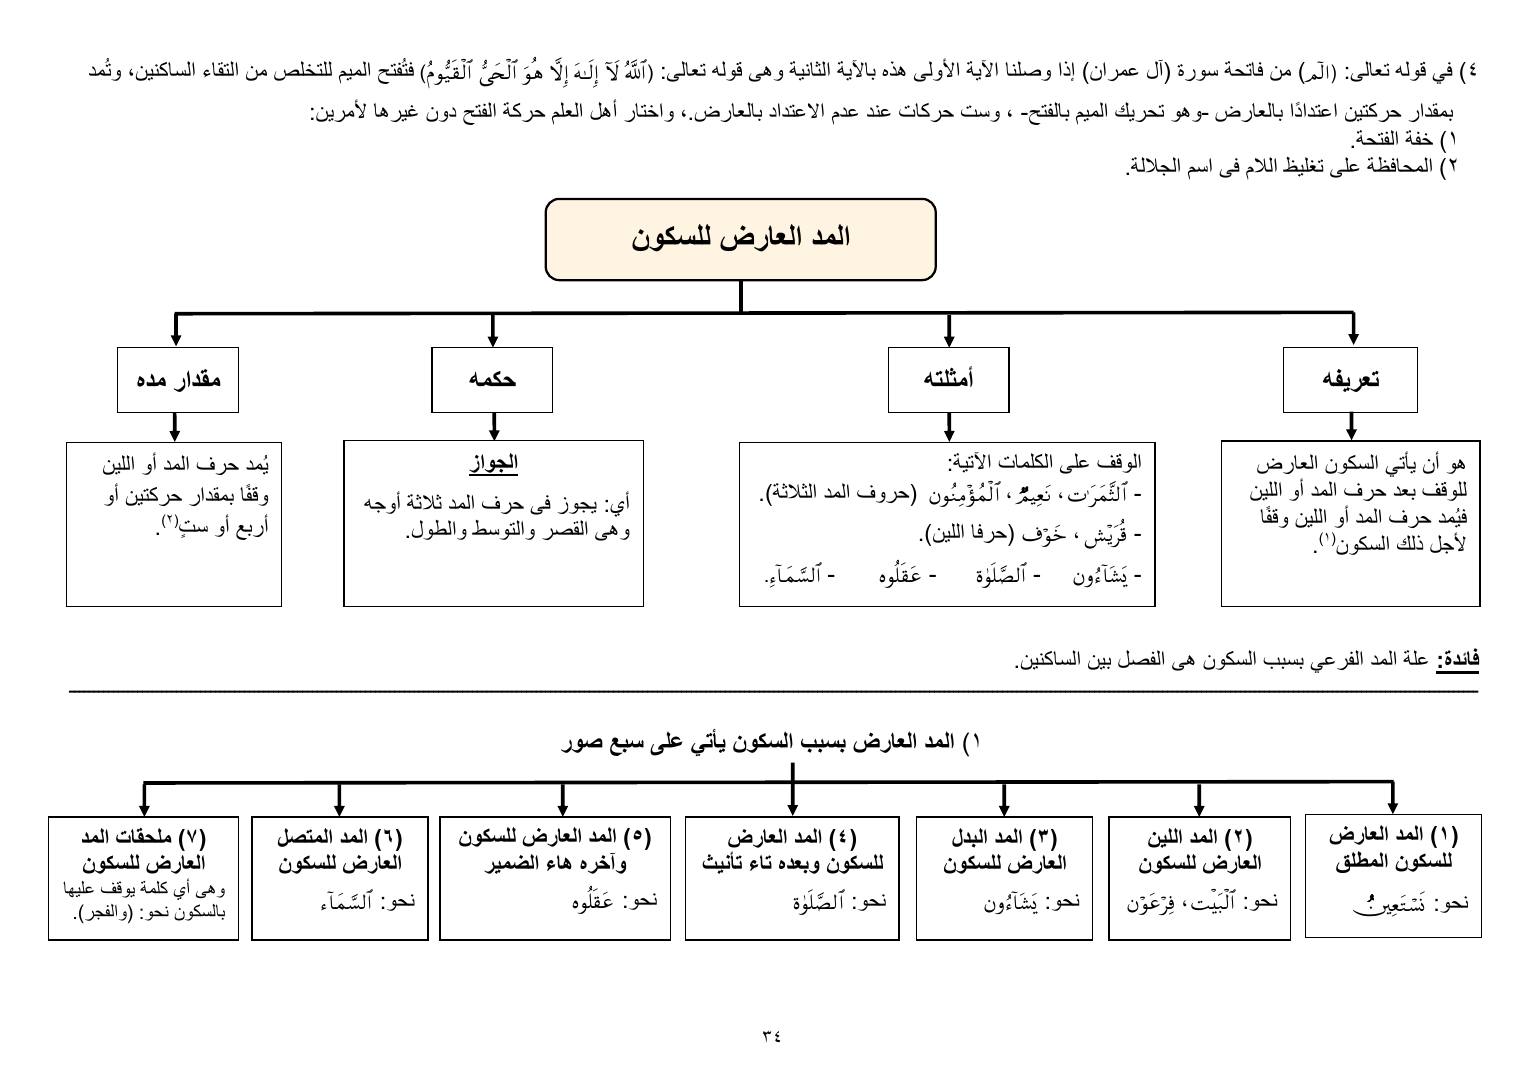 ٤) في قوله تعالى: (الٓمٓ) من فاتحة سورة (آل عمران) إذا وصلنا الآية الأولى هذه بالآية الثانية وهى قوله تعالى: (ٱللَّهُ لَآ إِلَـٰهَ إِلَّا هُوَ ٱلْحَىُّ ٱلْقَيُّومُ) فتُفتح الميم للتخلص من التقاء الساكنين، وتُمد
بمقدار حركتين اعتدادًا بالعارض -وهو تحريك الميم بالفتح- ، وست حركات عند عدم الاعتداد بالعارض.، واختار أهل العلم حركة الفتح دون غيرها لأمرين:
١) خفة الفتحة.
٢) المحافظة على تغليظ اللام فى اسم الجلالة.
المد العارض للسكون
تعريفه
أمثلته
حكمه
مقدار مده
هو أن يأتي السكون العارض
للوقف بعد حرف المد أو اللين
فيُمد حرف المد أو اللين وقفًا
لأجل ذلك السكون(١).
الوقف على الكلمات الآتية:
- ٱلثَّمَرَٰت، نَعِيمٌ، ٱلْمُؤْمِنُون (حروف المد الثلاثة).
- قُرَيْش، خَوْف (حرفا اللين).
- يَشَآءُون - ٱلصَّلَوٰة - عَقَلُوه - ٱلسَّمَآءِ.
الجواز
أي: يجوز فى حرف المد ثلاثة أوجه
وهى القصر والتوسط والطول.
يُمد حرف المد أو اللين
وقفًا بمقدار حركتين أو
أربع أو ستٍ(٢).
فائدة: علة المد الفرعي بسبب السكون هى الفصل بين الساكنين.
١) المد العارض بسبب السكون يأتي على سبع صور
(١) المد العارض
للسكون المطلق
نحو: نَسْتَعِينُ
(٢) المد اللين
العارض للسكون
نحو: ٱلْبَيْت، فِرْعَوْن
(٣) المد البدل
العارض للسكون
نحو: يَشَآءُون
(٤) المد العارض
للسكون وبعده تاء تأنيث
نحو: ٱلصَّلَوٰة
(٥) المد العارض للسكون
وآخره هاء الضمير
نحو: عَقَلُوه
(٦) المد المتصل
العارض للسكون
نحو: ٱلسَّمَآء
(٧) ملحقات المد
العارض للسكون
وهى أي كلمة يوقف عليها
بالسكون نحو: (والفجر).
٣٤